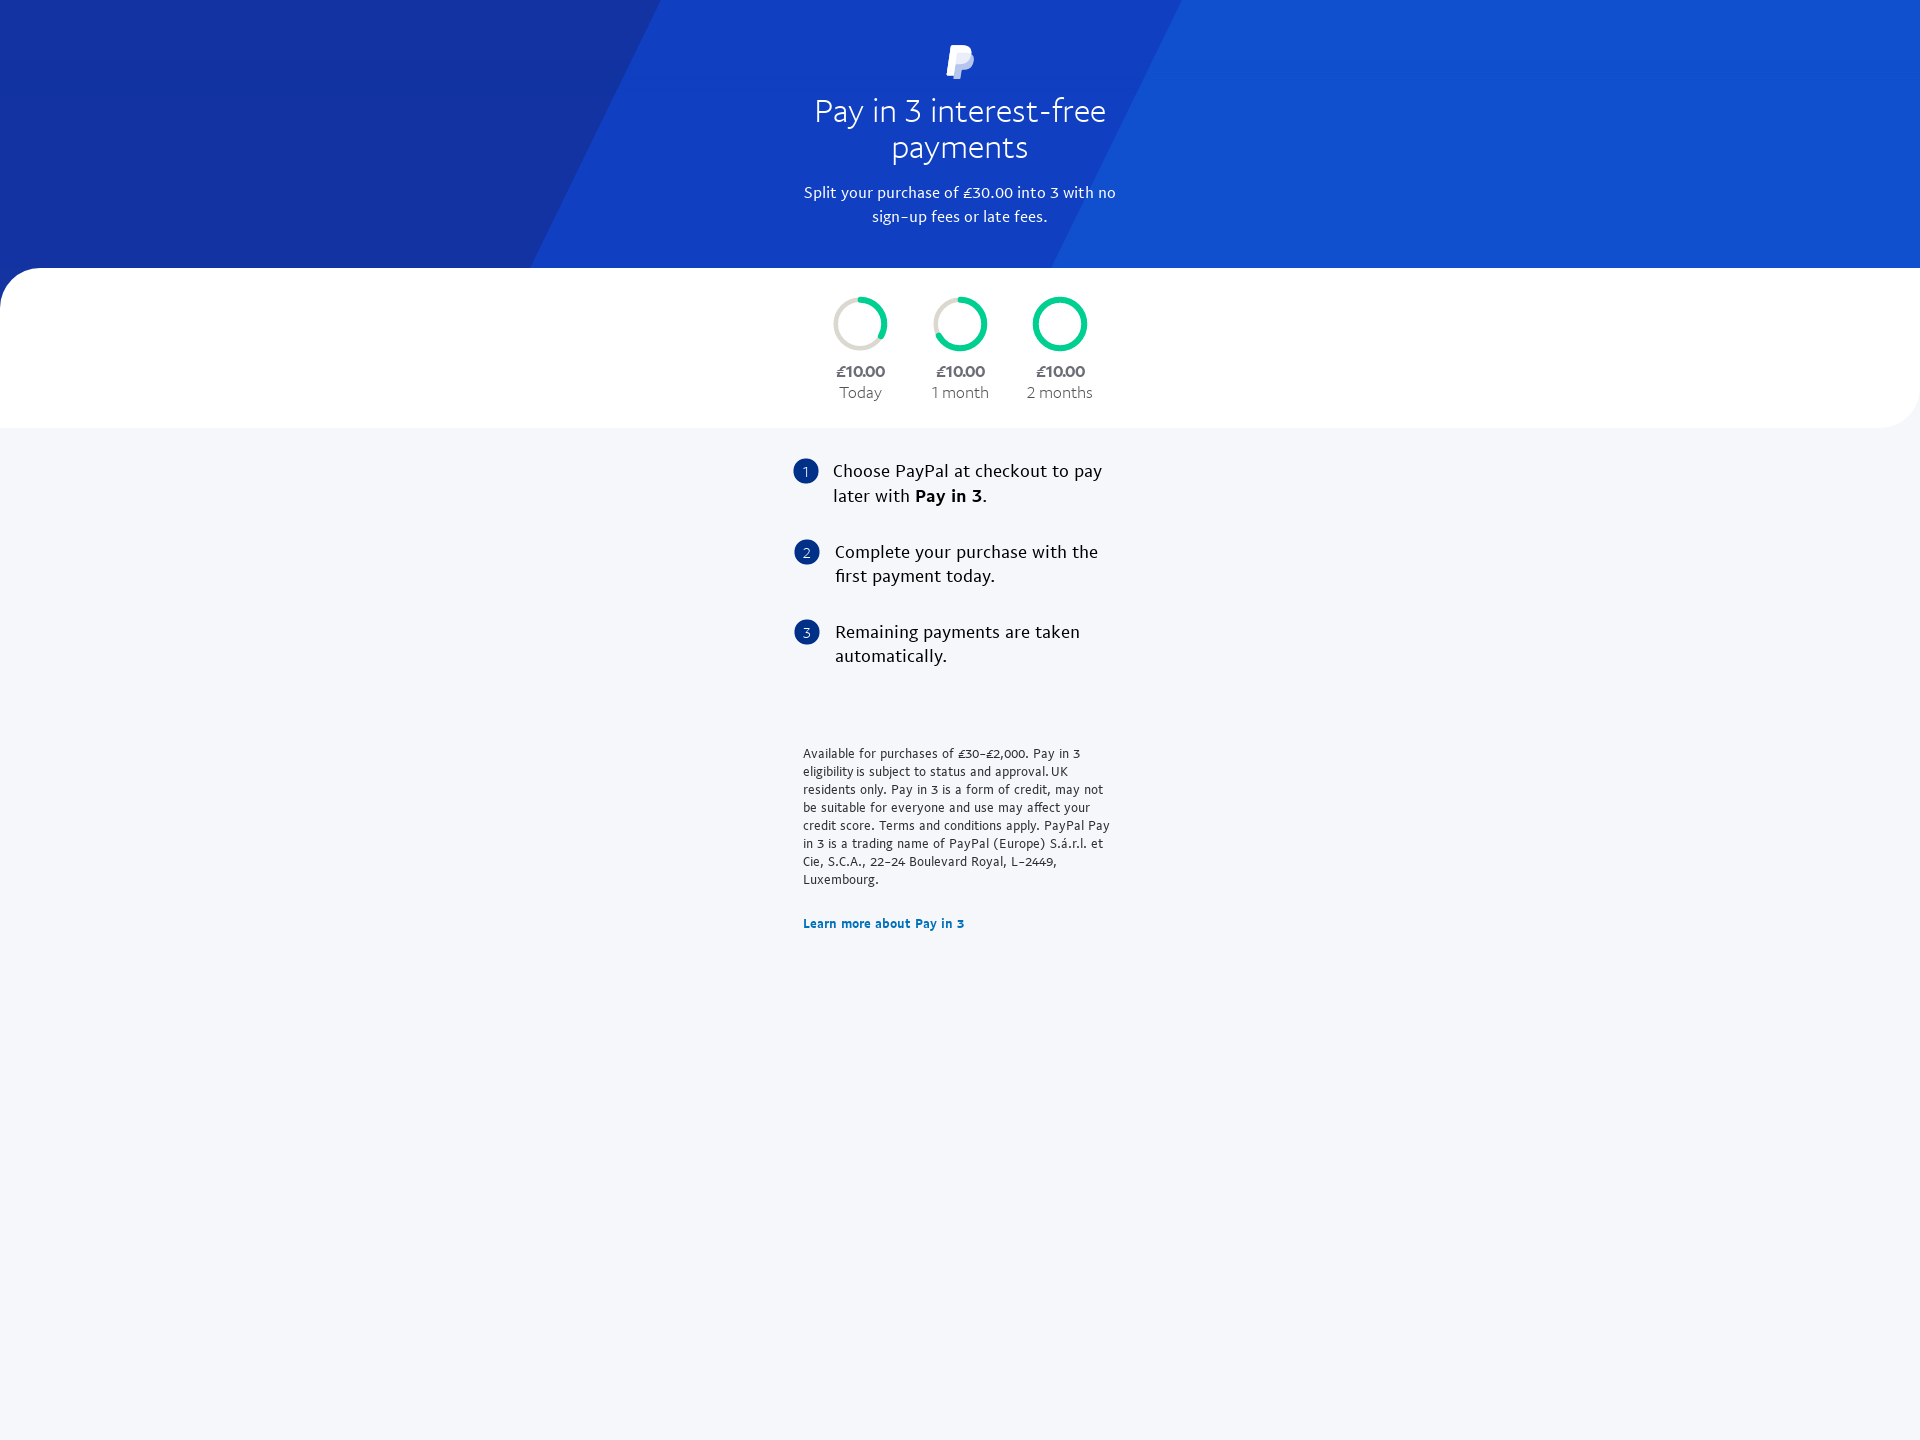 Pay in 3 interest-free
payments
Split your purchase of £30.00 into 3 with no
sign-up fees or late fees.
£10.00
Today
£10.00
1 month
£10.00
2 months
1 Choose PayPal at checkout to pay
later with Pay in 3.
2 Complete your purchase with the
first payment today.
3 Remaining payments are taken
automatically.
Available for purchases of £30-£2,000. Pay in 3
eligibility is subject to status and approval. UK
residents only. Pay in 3 is a form of credit, may not
be suitable for everyone and use may affect your
credit score. Terms and conditions apply. PayPal Pay
in 3 is a trading name of PayPal (Europe) S.á.r.l. et
Cie, S.C.A., 22-24 Boulevard Royal, L-2449,
Luxembourg.
Learn more about Pay in 3